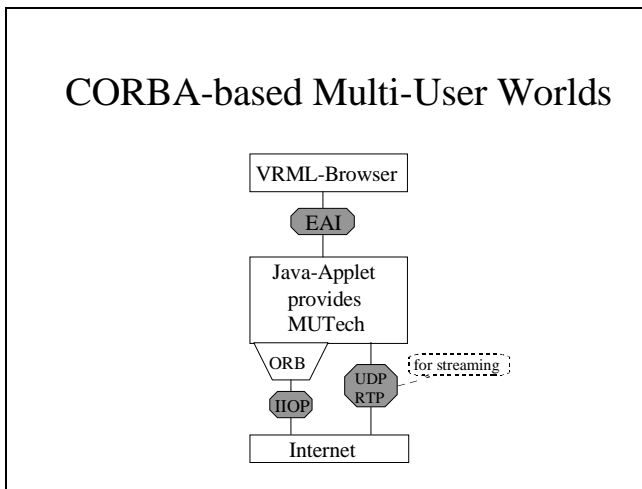 CORBA-based Multi-User Worlds
VRML-Browser
EAI
Java-Applet
provides
MUTech
ORB
for streaming
UDP
RTP
IIOP
Internet